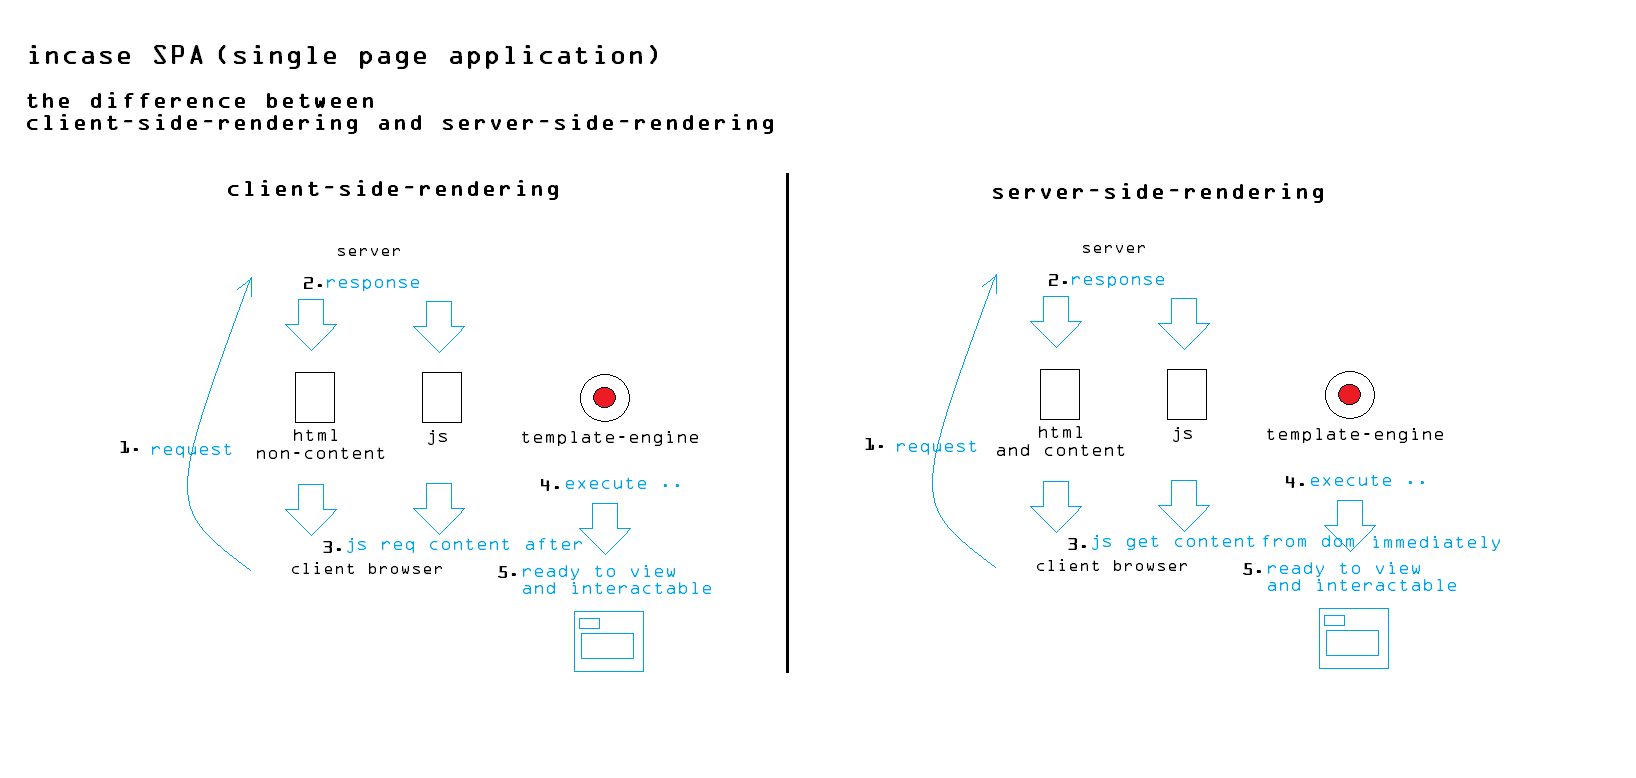 incase SPA (single page application)
the difference between
client-side-rendering and server-side-rendering
client-side-rendering
server
2. response
html
non-content
js
template-engine
1. request
4. execute ..
3. js req content after
client browser
5. ready to view
and interactable
server-side-rendering
server
2. response
html
and content
js
template-engine
1. request
4. execute ..
3. js get content from dom immediately
client browser
5. ready to view
and interactable